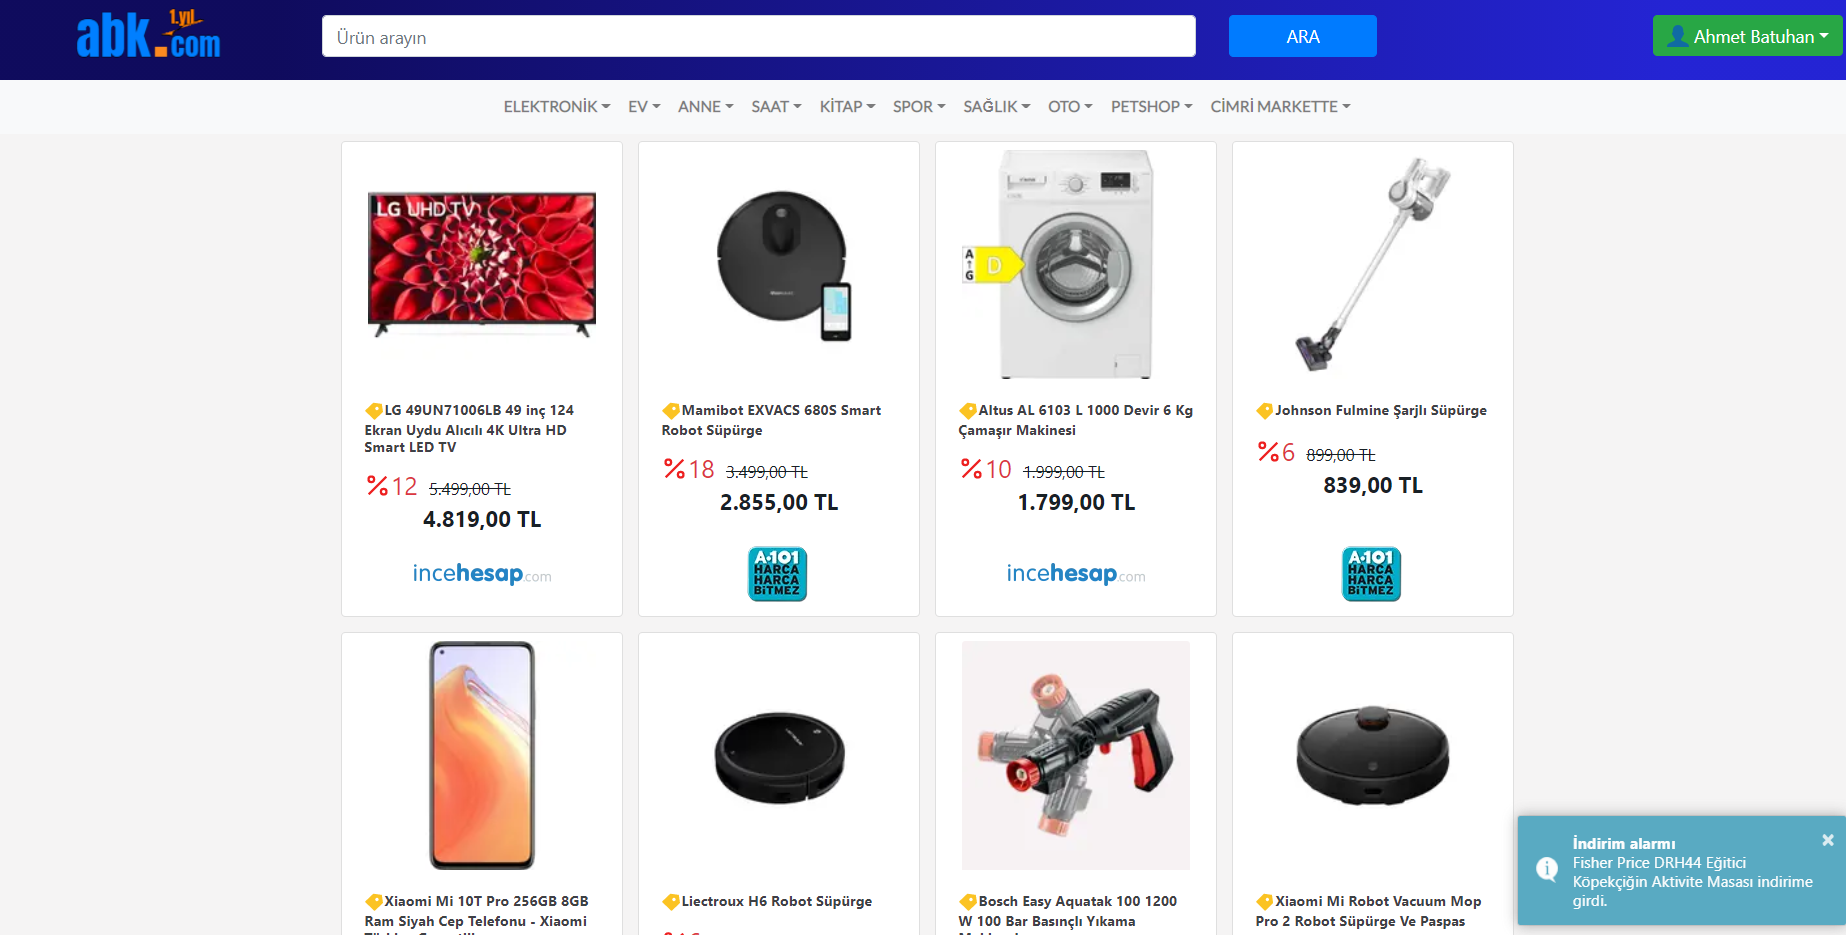 abk.com
1.yıl
Ürün arayın
ARA
Ahmet Batuhan
ELEKTRONİK EV ANNE SAAT KİTAP SPOR SAĞLIK OTO PETSHOP CİMRİ MARKETTE
LG UHD TV
LG 49UN71006LB 49 inç 124
Ekran Uydu Alıcılı 4K Ultra HD
Smart LED TV
%12 5.499,00 TL
4.819,00 TL
incehesap.com
Mamibot EXVACS 680S Smart
Robot Süpürge
%18 3.499,00 TL
2.855,00 TL
A101
HARCA
HARCA
BİTMEZ
A
G
D
Altus AL 6103 L 1000 Devir 6 Kg
Çamaşır Makinesi
%10 1.999,00 TL
1.799,00 TL
incehesap.com
Johnson Fulmine Şarjlı Süpürge
%6 899,00 TL
839,00 TL
A101
HARCA
HARCA
BİTMEZ
Xiaomi Mi 10T Pro 256GB 8GB
Ram Siyah Cep Telefonu - Xiaomi
Liectroux H6 Robot Süpürge
Bosch Easy Aquatak 100 1200
W 100 Bar Basınçlı Yıkama
Xiaomi Mi Robot Vacuum Mop
Pro 2 Robot Süpürge Ve Paspas
İndirim alarmı
Fisher Price DRH44 Eğitici
Köpekçiğin Aktivite Masası indirime
girdi.
×